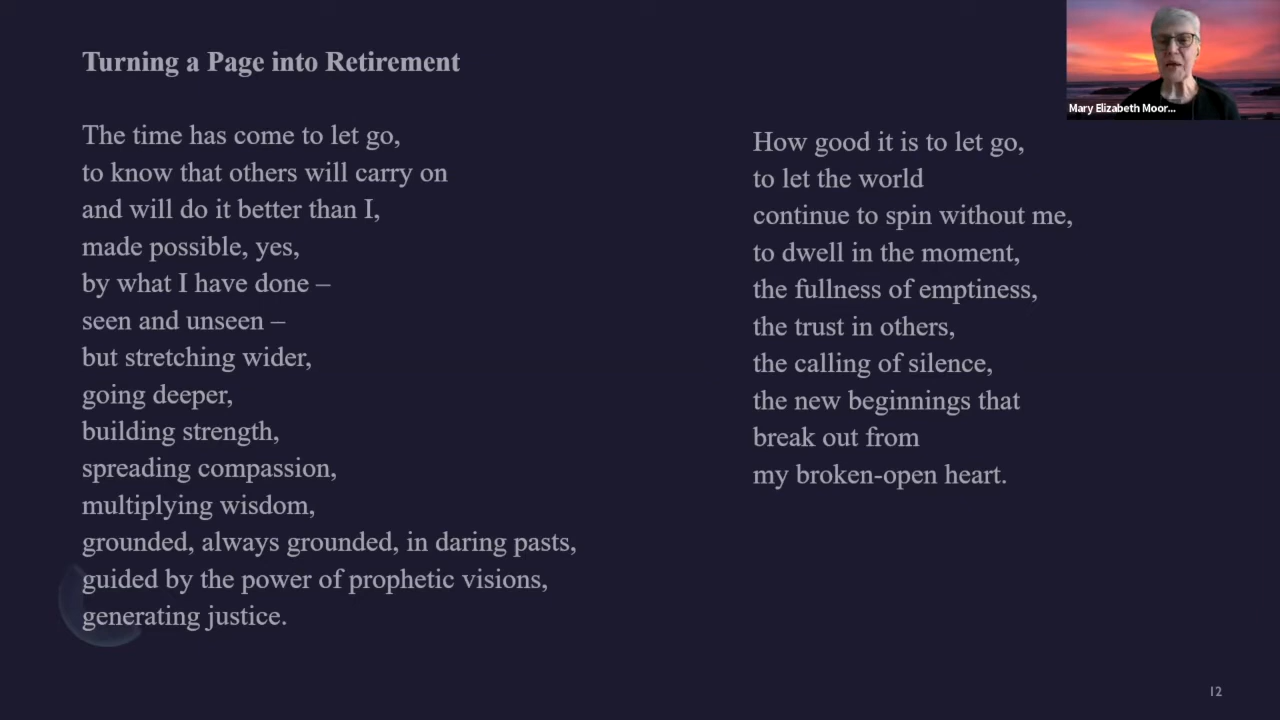 Turning a Page into Retirement
The time has come to let go,
to know that others will carry on
and will do it better than I,
made possible, yes,
by what I have done –
seen and unseen –
but stretching wider,
going deeper,
building strength,
spreading compassion,
multiplying wisdom,
grounded, always grounded, in daring pasts,
guided by the power of prophetic visions,
generating justice.
How good it is to let go,
to let the world
continue to spin without me,
to dwell in the moment,
the fullness of emptiness,
the trust in others,
the calling of silence,
the new beginnings that
break out from
my broken-open heart.
Mary Elizabeth Moor...
12